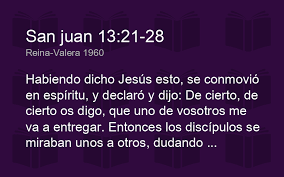 San juan 13:21-28
Reina-Valera 1960
Habiendo dicho Jesús esto, se conmovió
en espíritu, y declaró y dijo: De cierto, de
cierto os digo, que uno de vosotros me
va a entregar. Entonces los discípulos se
miraban unos a otros, dudando ...